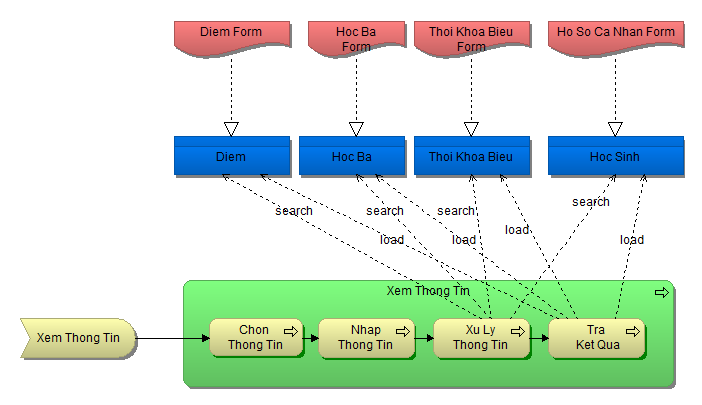 Diem Form
Hoc Ba
Form
Thoi Khoa Bieu
Form
Ho So Ca Nhan Form
Diem
Hoc Ba
Thoi Khoa Bieu
Hoc Sinh
search
search
search
search
load
load
load
load
Xem Thong Tin
Xem Thong Tin
Chon
Thong Tin
Nhap
Thong Tin
Xu Ly
Thong Tin
Tra
Ket Qua